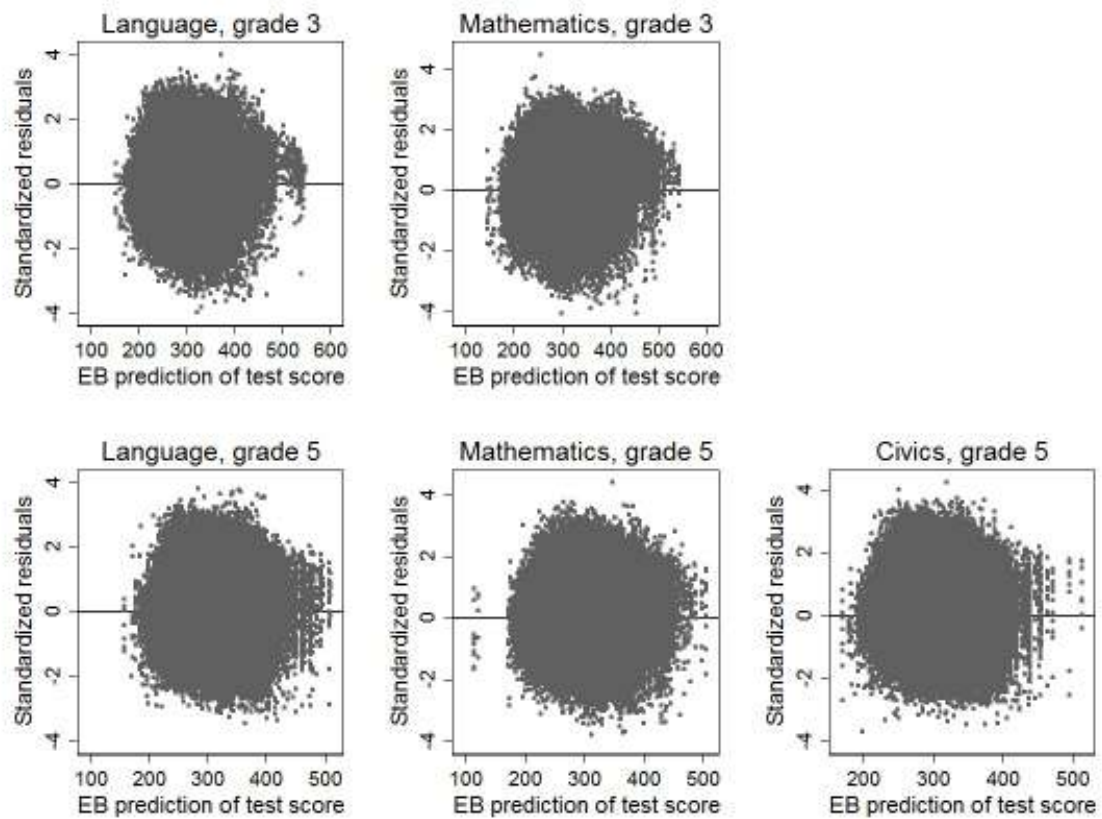 Language, grade 3
Mathematics, grade 3
Standardized residuals
4
2
0
-2
-4
100 200 300 400 500 600
EB prediction of test score
Standardized residuals
4
2
0
-2
-4
100 200 300 400 500 600
EB prediction of test score
Language, grade 5
Mathematics, grade 5
Civics, grade 5
Standardized residuals
4
2
0
-2
-4
100 200 300 400 500
EB prediction of test score
Standardized residuals
4
2
0
-2
-4
100 200 300 400 500
EB prediction of test score
Standardized residuals
4
2
0
-2
-4
200 300 400 500
EB prediction of test score